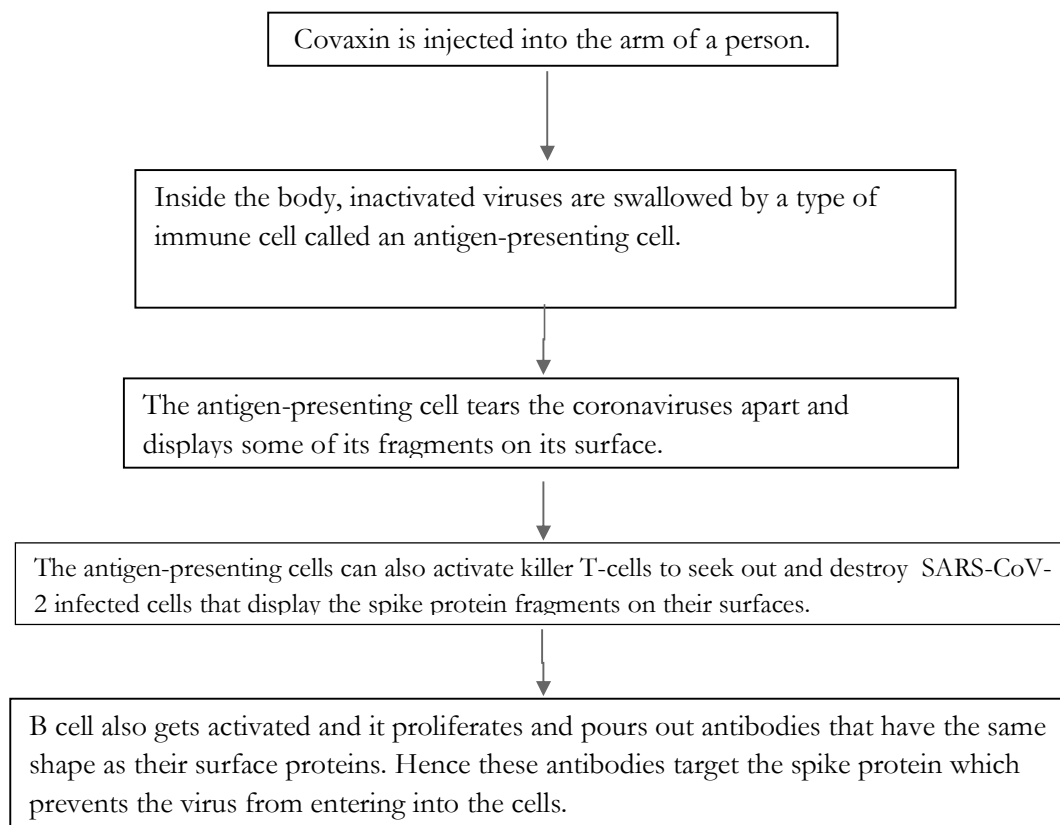 Covaxin is injected into the arm of a person.
Inside the body, inactivated viruses are swallowed by a type of
immune cell called an antigen-presenting cell.
The antigen-presenting cell tears the coronaviruses apart and
displays some of its fragments on its surface.
The antigen-presenting cells can also activate killer T-cells to seek out and destroy  SARS-CoV-
2 infected cells that display the spike protein fragments on their surfaces.
B cell also gets activated and it proliferates and pours out antibodies that have the same
shape as their surface proteins. Hence these antibodies target the spike protein which
prevents the virus from entering into the cells.